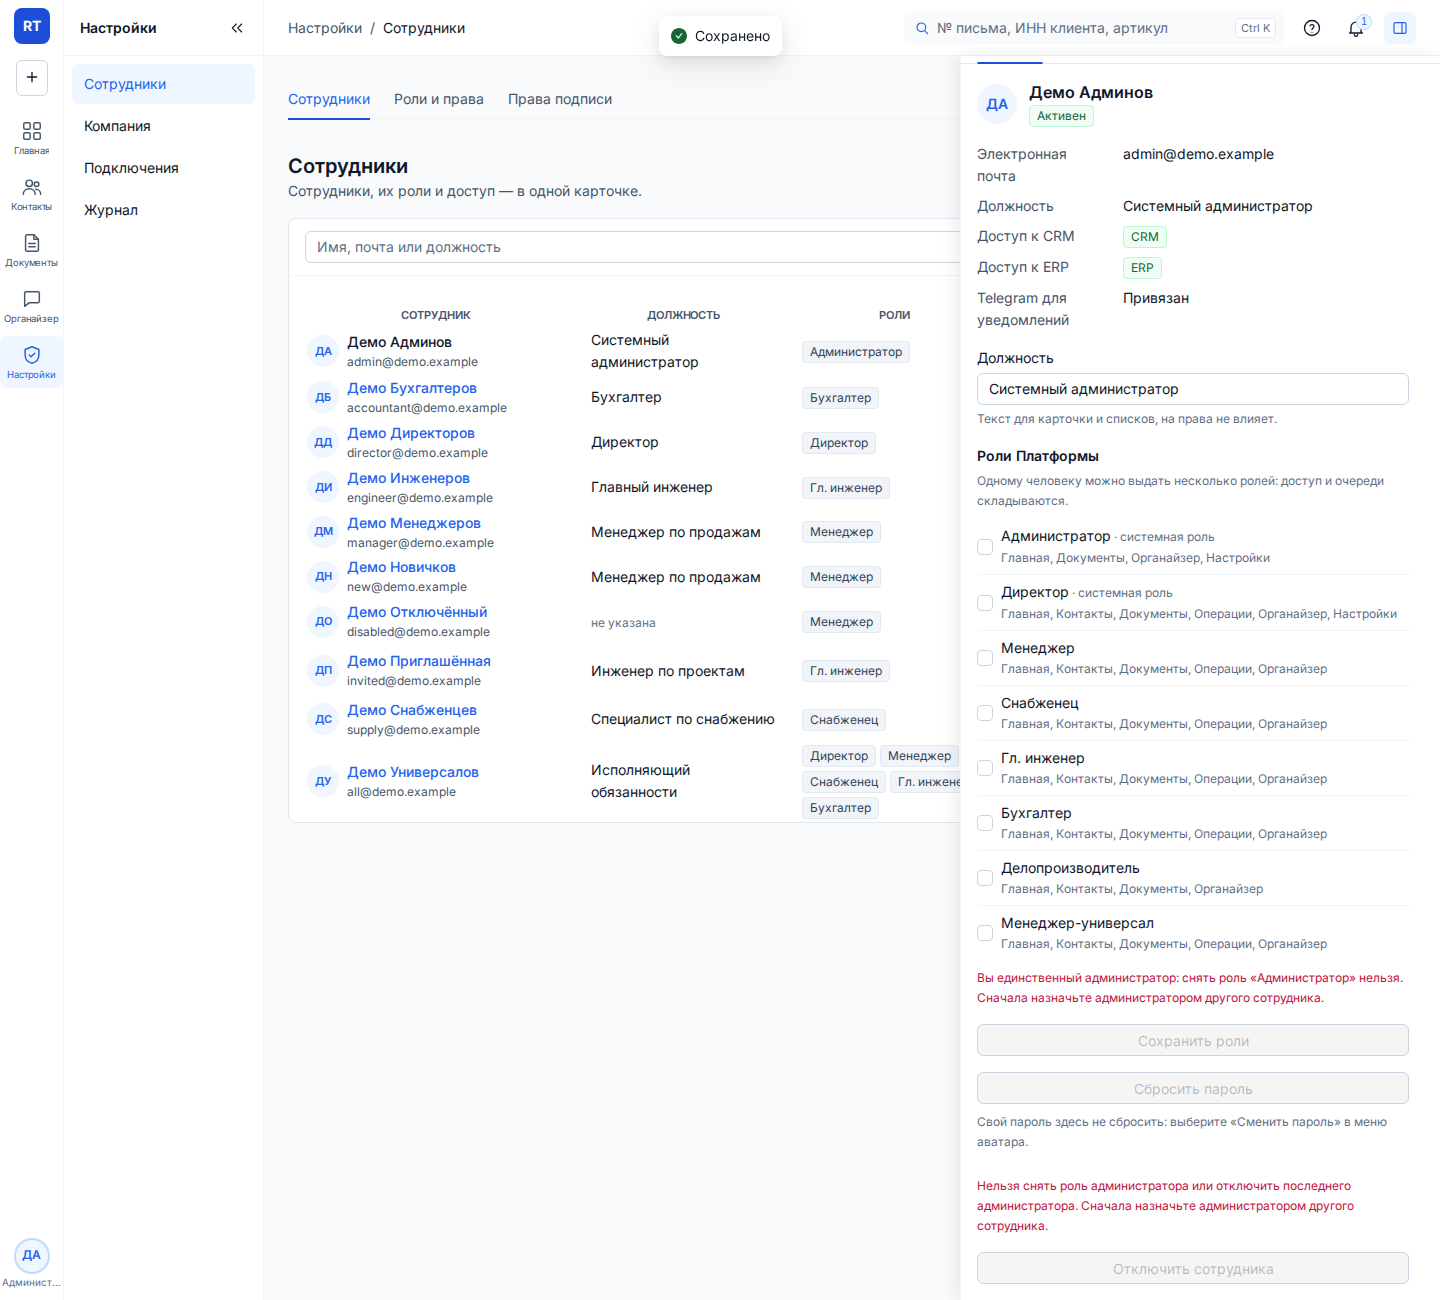 RT
Главная
Контакты
Документы
Органайзер
Настройки
ДА
Админист...
Настройки
Сотрудники
Компания
Подключения
Журнал
Настройки / Сотрудники
Сохранено
№ письма, ИНН клиента, артикул
Ctrl K
1
Сотрудники
Роли и права
Права подписи
Сотрудники
Сотрудники, их роли и доступ — в одной карточке.
Имя, почта или должность
СОТРУДНИК ДОЛЖНОСТЬ РОЛИ
ДА Демо Админов
admin@demo.example
Системный
администратор
Администратор
ДБ Демо Бухгалтеров
accountant@demo.example
Бухгалтер
Бухгалтер
ДД Демо Директоров
director@demo.example
Директор
Директор
ДИ Демо Инженеров
engineer@demo.example
Главный инженер
Гл. инженер
ДМ Демо Менеджеров
manager@demo.example
Менеджер по продажам
Менеджер
ДН Демо Новичков
new@demo.example
Менеджер по продажам
Менеджер
ДО Демо Отключённый
disabled@demo.example
не указана
Менеджер
ДП Демо Приглашённая
invited@demo.example
Инженер по проектам
Гл. инженер
ДС Демо Снабженцев
supply@demo.example
Специалист по снабжению
Снабженец
ДУ Демо Универсалов
all@demo.example
Исполняющий
обязанности
Директор Менеджер
Снабженец Гл. инжене
Бухгалтер
ДА
Демо Админов
Активен
Электронная
почта
admin@demo.example
Должность Системный администратор
Доступ к CRM CRM
Доступ к ERP ERP
Telegram для
уведомлений
Привязан
Должность
Системный администратор
Текст для карточки и списков, на права не влияет.
Роли Платформы
Одному человеку можно выдать несколько ролей: доступ и очереди
складываются.
Администратор · системная роль
Главная, Документы, Органайзер, Настройки
Директор · системная роль
Главная, Контакты, Документы, Операции, Органайзер, Настройки
Менеджер
Главная, Контакты, Документы, Операции, Органайзер
Снабженец
Главная, Контакты, Документы, Операции, Органайзер
Гл. инженер
Главная, Контакты, Документы, Операции, Органайзер
Бухгалтер
Главная, Контакты, Документы, Операции, Органайзер
Делопроизводитель
Главная, Контакты, Документы, Органайзер
Менеджер-универсал
Главная, Контакты, Документы, Операции, Органайзер
Вы единственный администратор: снять роль «Администратор» нельзя.
Сначала назначьте администратором другого сотрудника.
Сохранить роли
Сбросить пароль
Свой пароль здесь не сбросить: выберите «Сменить пароль» в меню
аватара.
Нельзя снять роль администратора или отключить последнего
администратора. Сначала назначьте администратором другого
сотрудника.
Отключить сотрудника